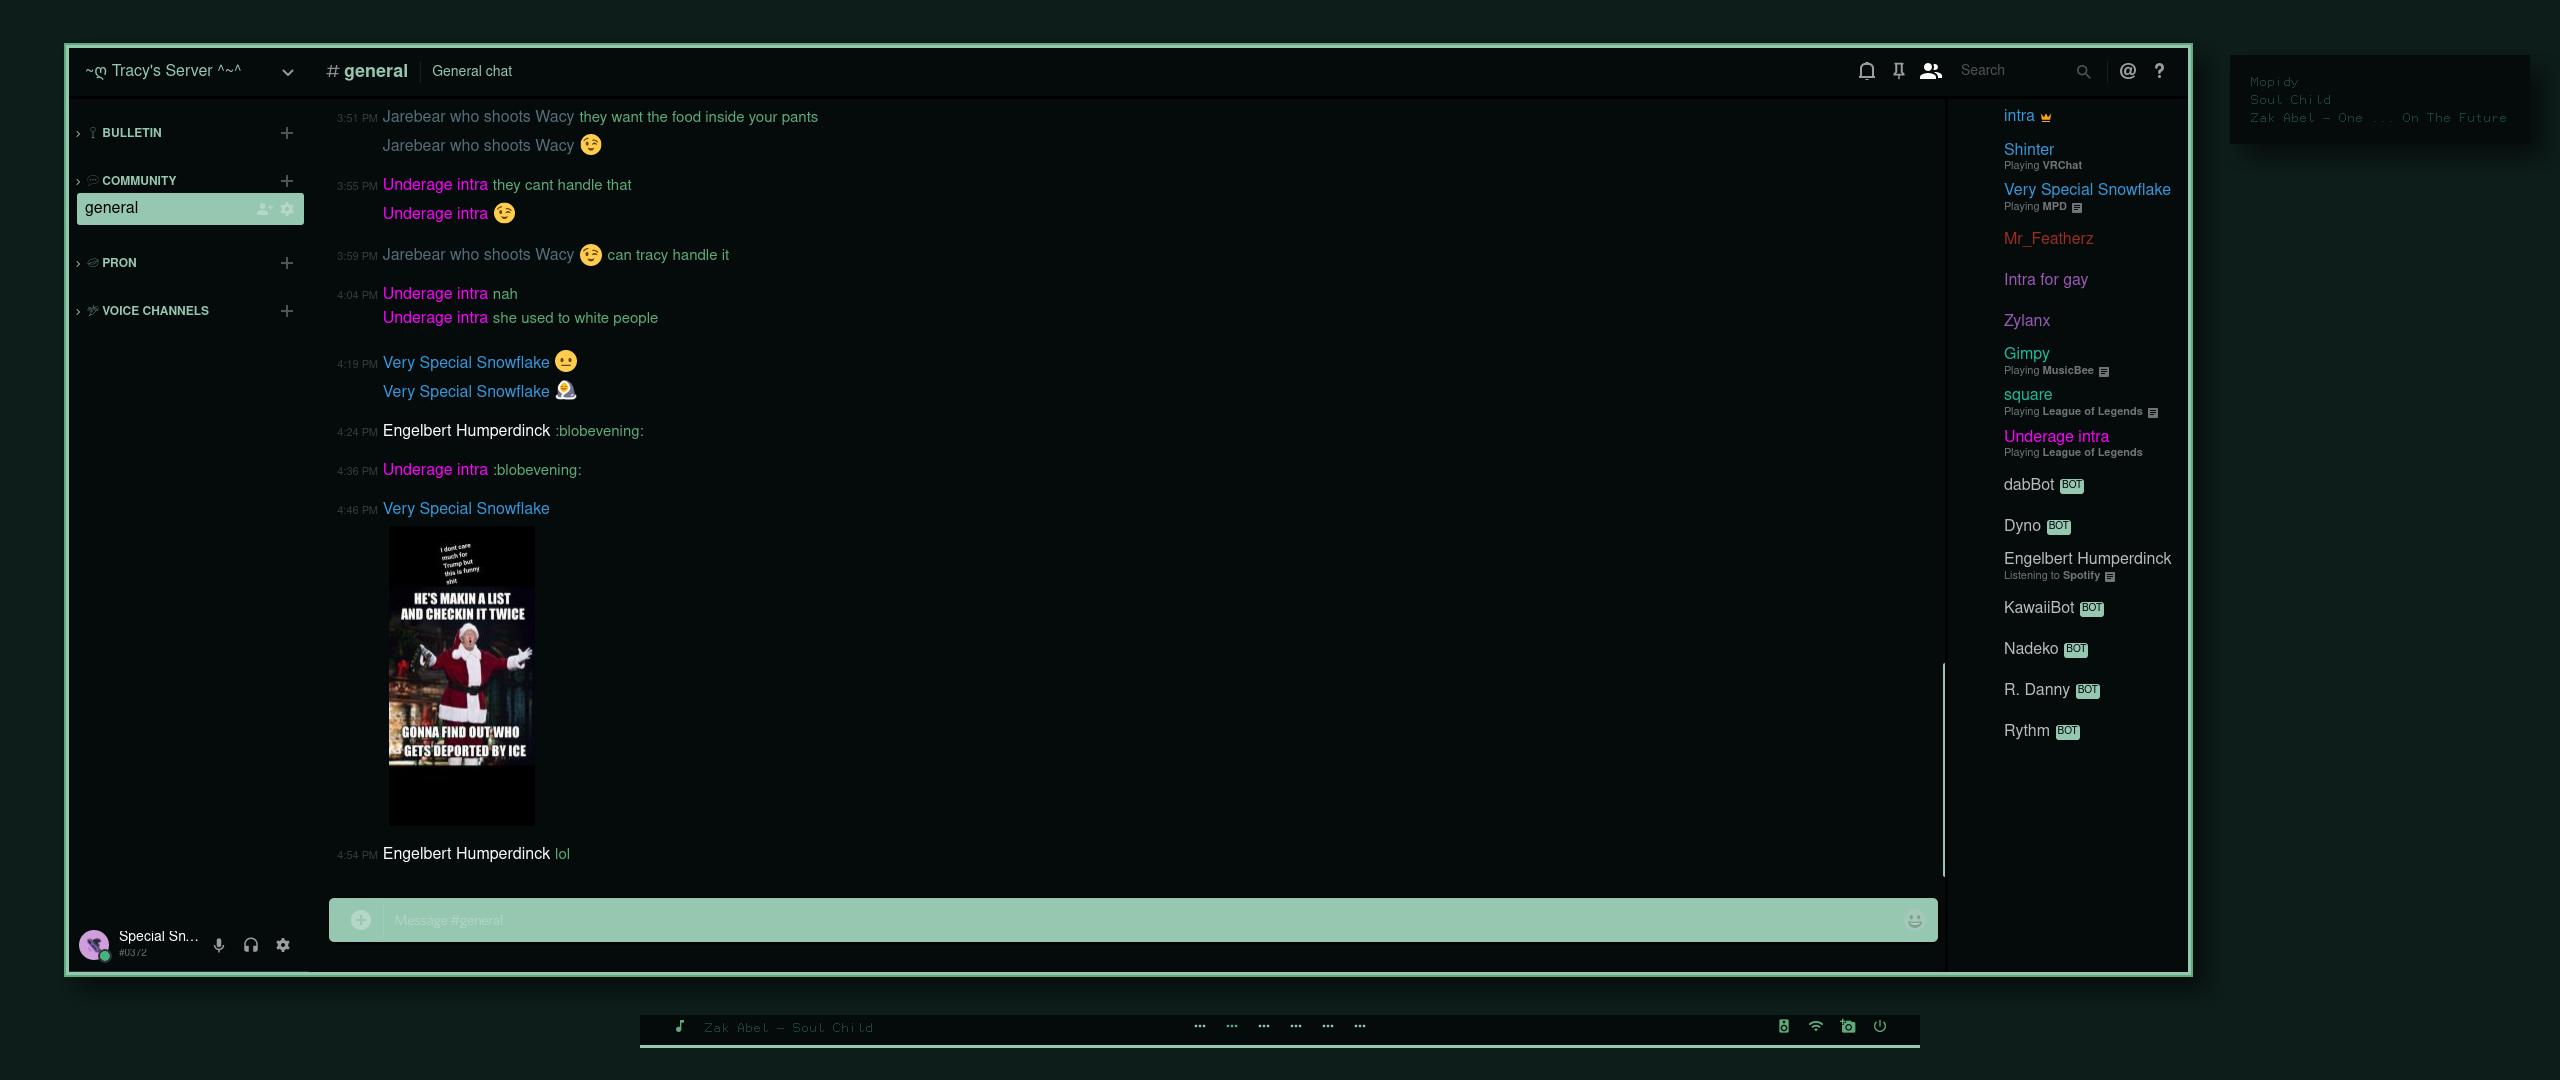 ~ღ Tracy's Server ^~^
# general General chat
Search
@ ?
BULLETIN
COMMUNITY
general
PRON
VOICE CHANNELS
3:51 PM Jarebear who shoots Wacy they want the food inside your pants
Jarebear who shoots Wacy 😉
3:55 PM Underage intra they cant handle that
Underage intra 😉
3:59 PM Jarebear who shoots Wacy 😉 can tracy handle it
4:04 PM Underage intra nah
Underage intra she used to white people
4:19 PM Very Special Snowflake 😐
Very Special Snowflake
4:24 PM Engelbert Humperdinck :blobevening:
4:36 PM Underage intra :blobevening:
4:46 PM Very Special Snowflake
I dont care
much for
Trump but
this is funny
shit
HE'S MAKIN A LIST
AND CHECKIN IT TWICE
GONNA FIND OUT WHO
GETS DEPORTED BY ICE
4:54 PM Engelbert Humperdinck lol
Message #general
Special Sn...
#0372
intra
Shinter
Playing VRChat
Very Special Snowflake
Playing MPD
Mr_Featherz
Intra for gay
Zylanx
Gimpy
Playing MusicBee
square
Playing League of Legends
Underage intra
Playing League of Legends
dabBot BOT
Dyno BOT
Engelbert Humperdinck
Listening to Spotify
KawaiiBot BOT
Nadeko BOT
R. Danny BOT
Rythm BOT
Mopidy
Soul Child
Zak Abel - One ... On The Future
Zak Abel - Soul Child